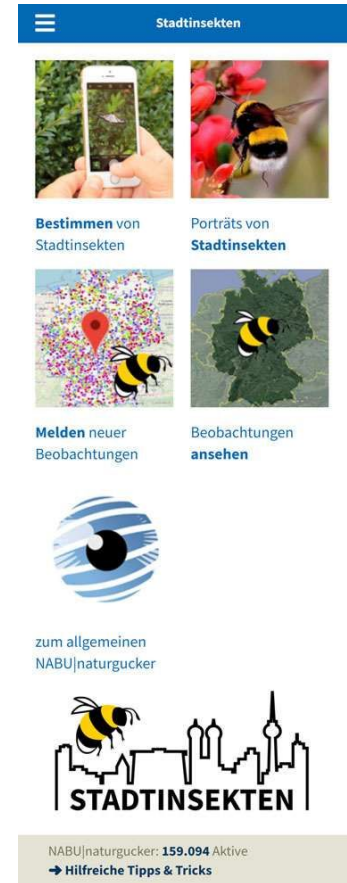 Stadtinsekten
Bestimmen von
Stadtinsekten
Porträts von
Stadtinsekten
Melden neuer
Beobachtungen
Beobachtungen
ansehen
zum allgemeinen
NABU|naturgucker
STADTINSEKTEN
NABU|naturgucker: 159.094 Aktive
➔ Hilfreiche Tipps & Tricks